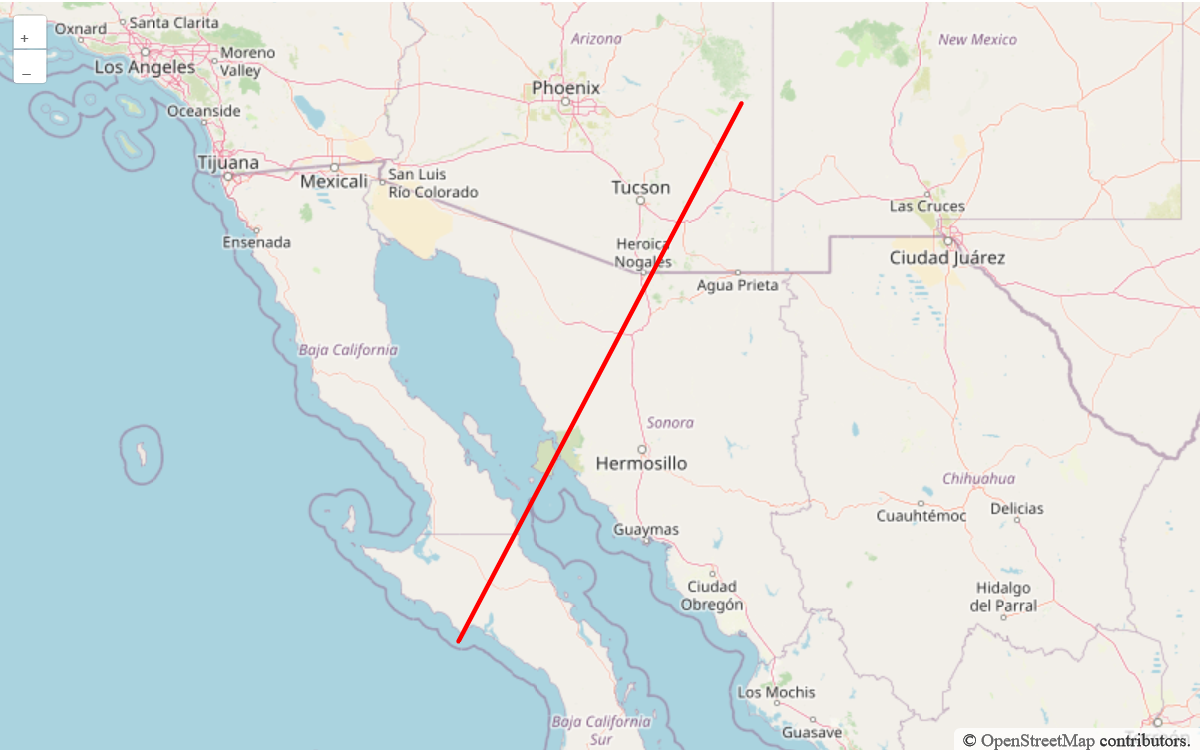 +
–
Oxnard
Santa Clarita
Los Angeles
Moreno
Valley
Oceanside
Arizona
Phoenix
New Mexico
Tijuana
Mexicali
San Luis
Río Colorado
Tucson
Las Cruces
Ensenada
Heroica
Nogales
Agua Prieta
Ciudad Juárez
Baja California
Sonora
Hermosillo
Chihuahua
Cuauhtémoc
Delicias
Guaymas
Ciudad
Obregón
Hidalgo
del Parral
Los Mochis
Baja California
Sur
Guasave
© OpenStreetMap contributors.